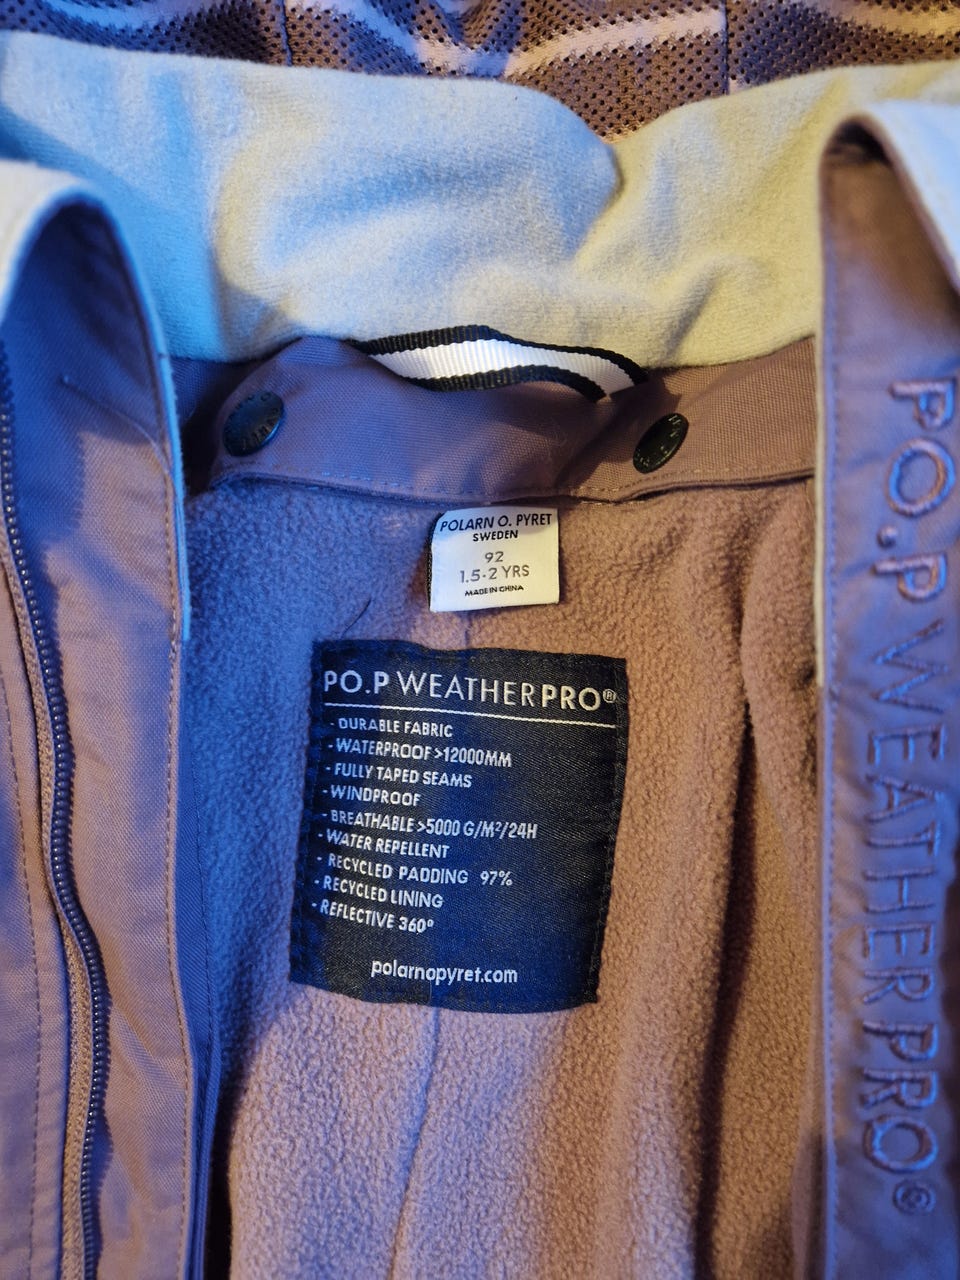 POLARN O. PYRET
SWEDEN
92
1.5-2 YRS
MADE IN CHINA
PO.P WEATHERPRO®
- DURABLE FABRIC
- WATERPROOF >12000MM
- FULLY TAPED SEAMS
- WINDPROOF
- BREATHABLE >5000 G/M²/24H
- WATER REPELLENT
- RECYCLED PADDING 97%
- RECYCLED LINING
- REFLECTIVE 360º
polarnopyret.com
PO.P WEATHERPRO®